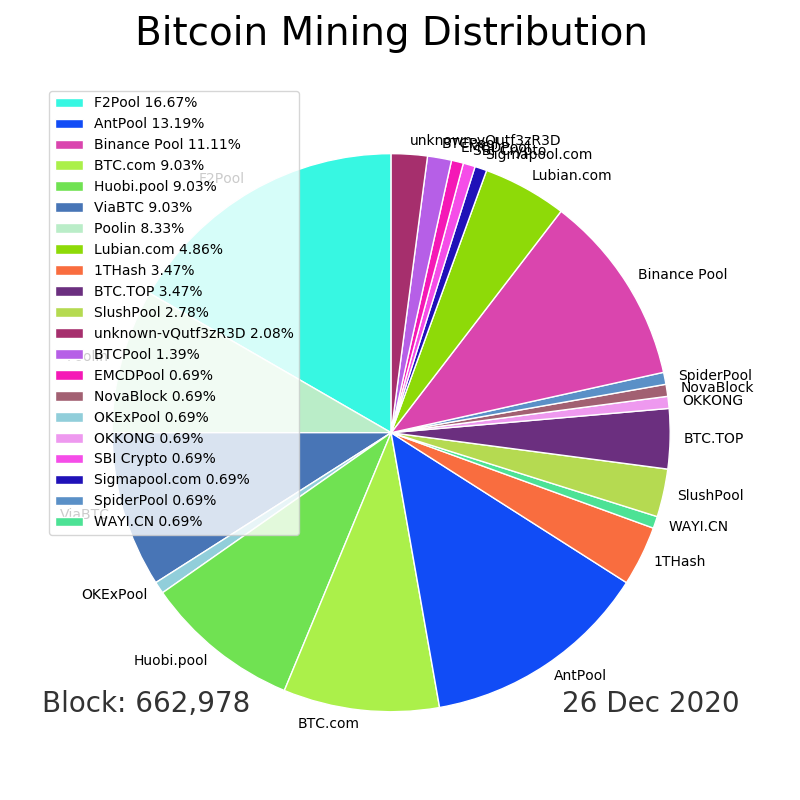 Bitcoin Mining Distribution
F2Pool 16.67%
AntPool 13.19%
Binance Pool 11.11%
BTC.com 9.03%
Huobi.pool 9.03%
ViaBTC 9.03%
Poolin 8.33%
Lubian.com 4.86%
1THash 3.47%
BTC.TOP 3.47%
SlushPool 2.78%
unknown-vQutf3zR3D 2.08%
BTCPool 1.39%
EMCDPool 0.69%
NovaBlock 0.69%
OKExPool 0.69%
OKKONG 0.69%
SBI Crypto 0.69%
Sigmapool.com 0.69%
SpiderPool 0.69%
WAYI.CN 0.69%
F2Pool
ViaBTC
OKExPool
Huobi.pool
BTC.com
AntPool
1THash
WAYI.CN
SlushPool
BTC.TOP
OKKONG
NovaBlock
SpiderPool
Binance Pool
Lubian.com
Sigmapool.com
SBI Crypto
EMCDPool
BTCPool
unknown-vQutf3zR3D
Block: 662,978
26 Dec 2020